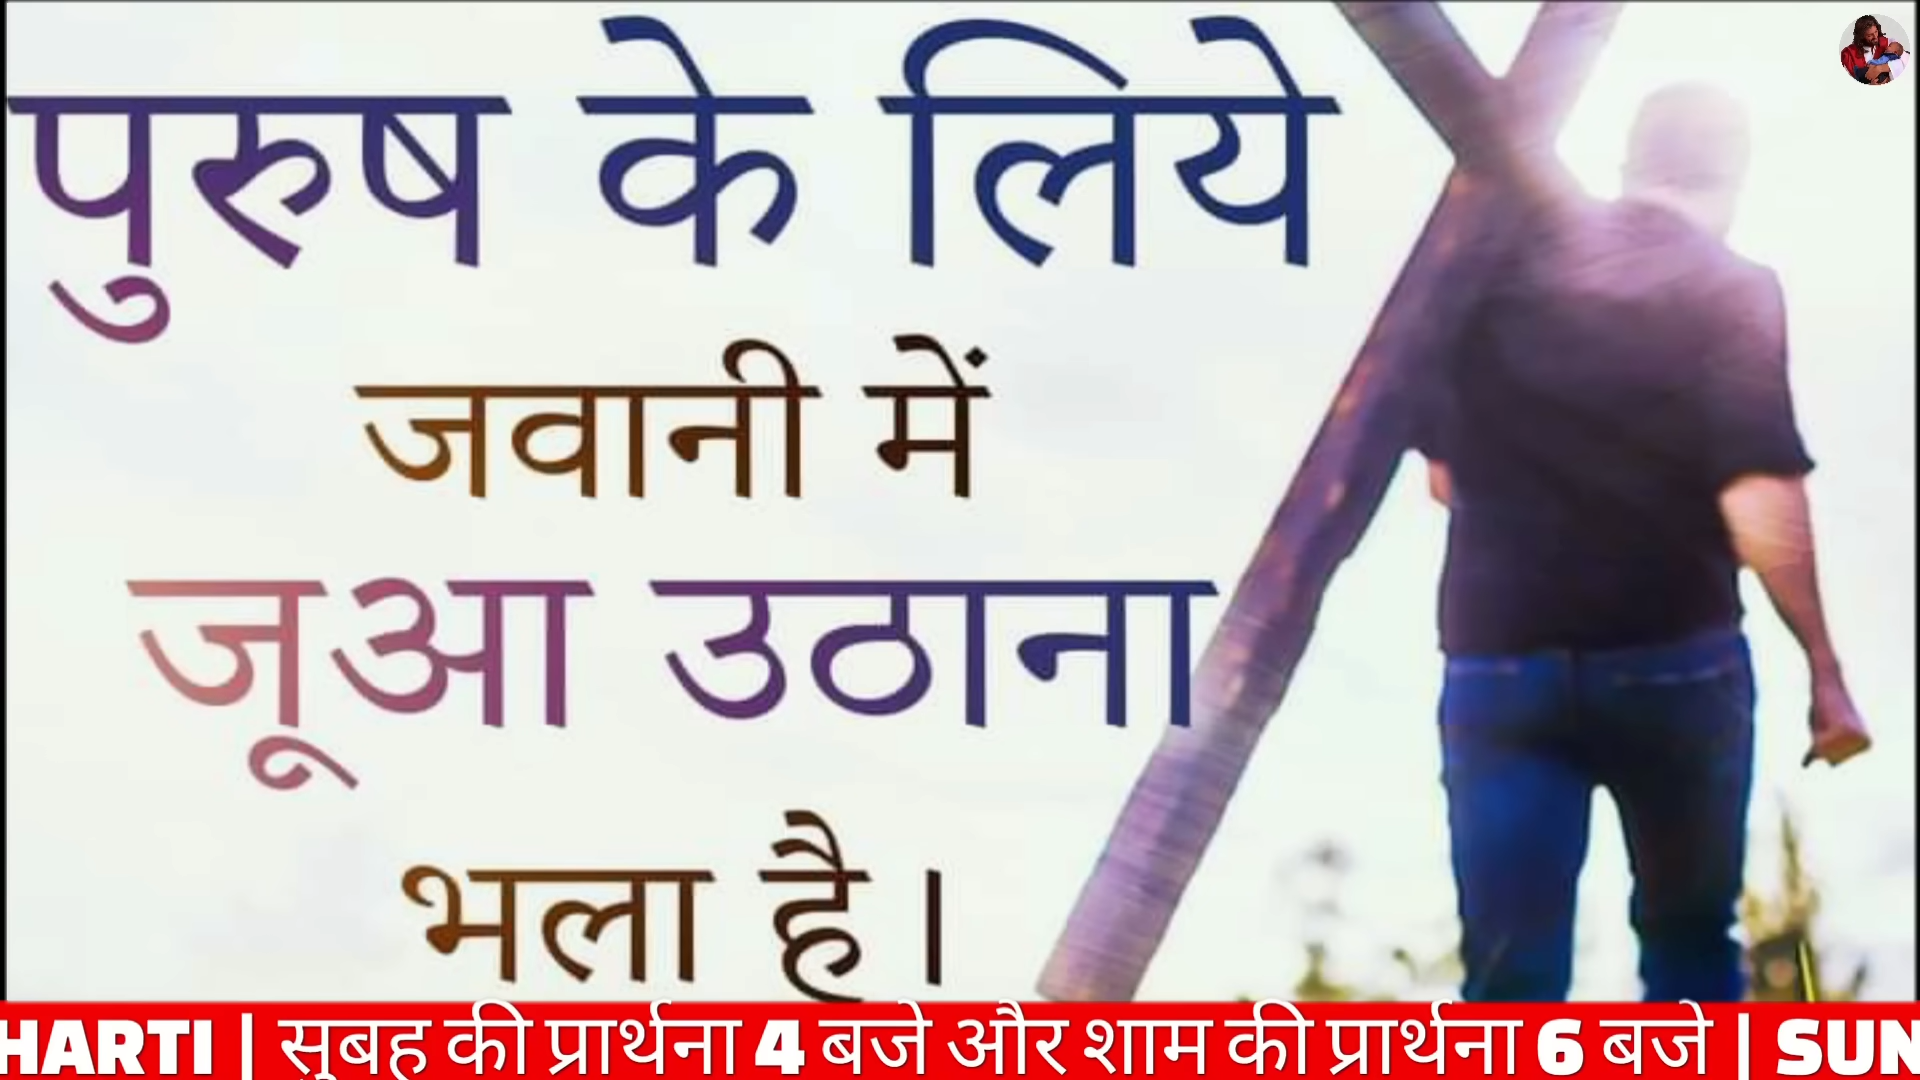 पुरुष के लिये
जवानी में
जूआ उठाना
भला है।
HARTI | सुबह की प्रार्थना 4 बजे और शाम की प्रार्थना 6 बजे | SUN